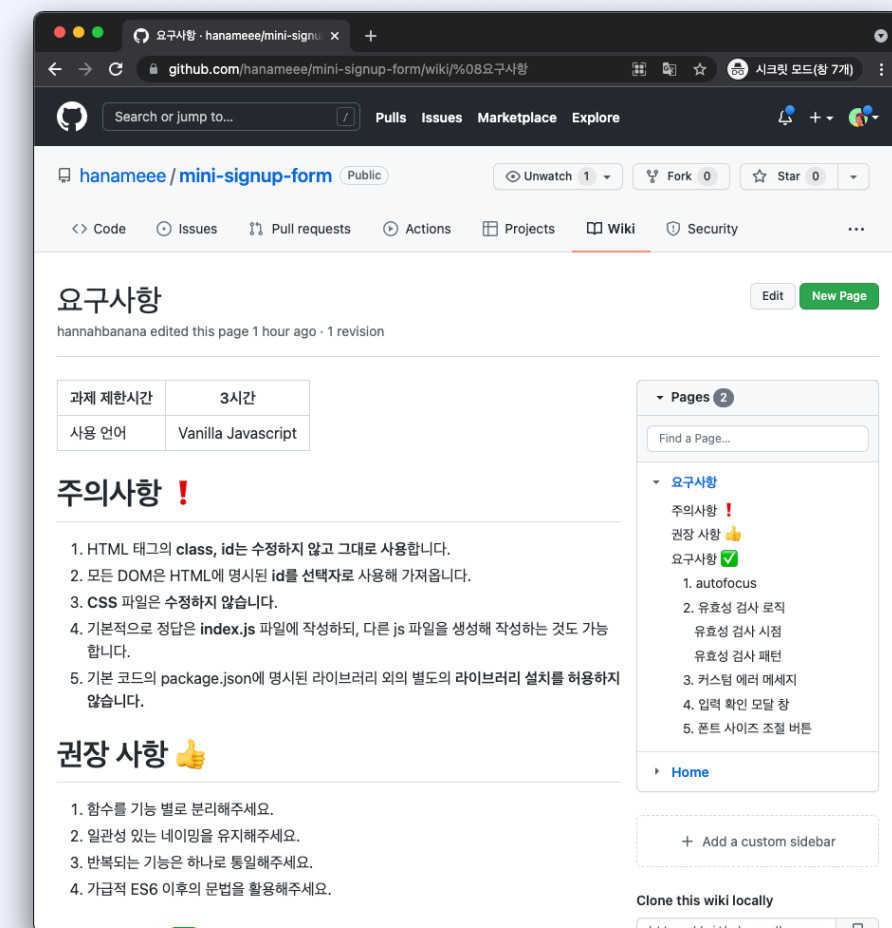 요구사항 · hanameee/mini-signu
github.com/hanameee/mini-signup-form/wiki/%08요구사항
시크릿 모드(창 7개)
Search or jump to...
/
Pulls Issues Marketplace Explore
hanameee / mini-signup-form Public
Unwatch 1
Fork 0
Star 0
Code Issues Pull requests Actions Projects Wiki Security
요구사항
Edit New Page
hannahbanana edited this page 1 hour ago · 1 revision
과제 제한시간 3시간
사용 언어 Vanilla Javascript
주의사항 ❗
1. HTML 태그의 class, id는 수정하지 않고 그대로 사용합니다.
2. 모든 DOM은 HTML에 명시된 id를 선택자로 사용해 가져옵니다.
3. CSS 파일은 수정하지 않습니다.
4. 기본적으로 정답은 index.js 파일에 작성하되, 다른 js 파일을 생성해 작성하는 것도 가능
합니다.
5. 기본 코드의 package.json에 명시된 라이브러리 외의 별도의 라이브러리 설치를 허용하지
않습니다.
권장 사항 👍
1. 함수를 기능 별로 분리해주세요.
2. 일관성 있는 네이밍을 유지해주세요.
3. 반복되는 기능은 하나로 통일해주세요.
4. 가급적 ES6 이후의 문법을 활용해주세요.
Pages 2
Find a Page...
요구사항
주의사항 ❗
권장 사항 👍
요구사항 ✅
1. autofocus
2. 유효성 검사 로직
유효성 검사 시점
유효성 검사 패턴
3. 커스텀 에러 메세지
4. 입력 확인 모달 창
5. 폰트 사이즈 조절 버튼
Home
+ Add a custom sidebar
Clone this wiki locally